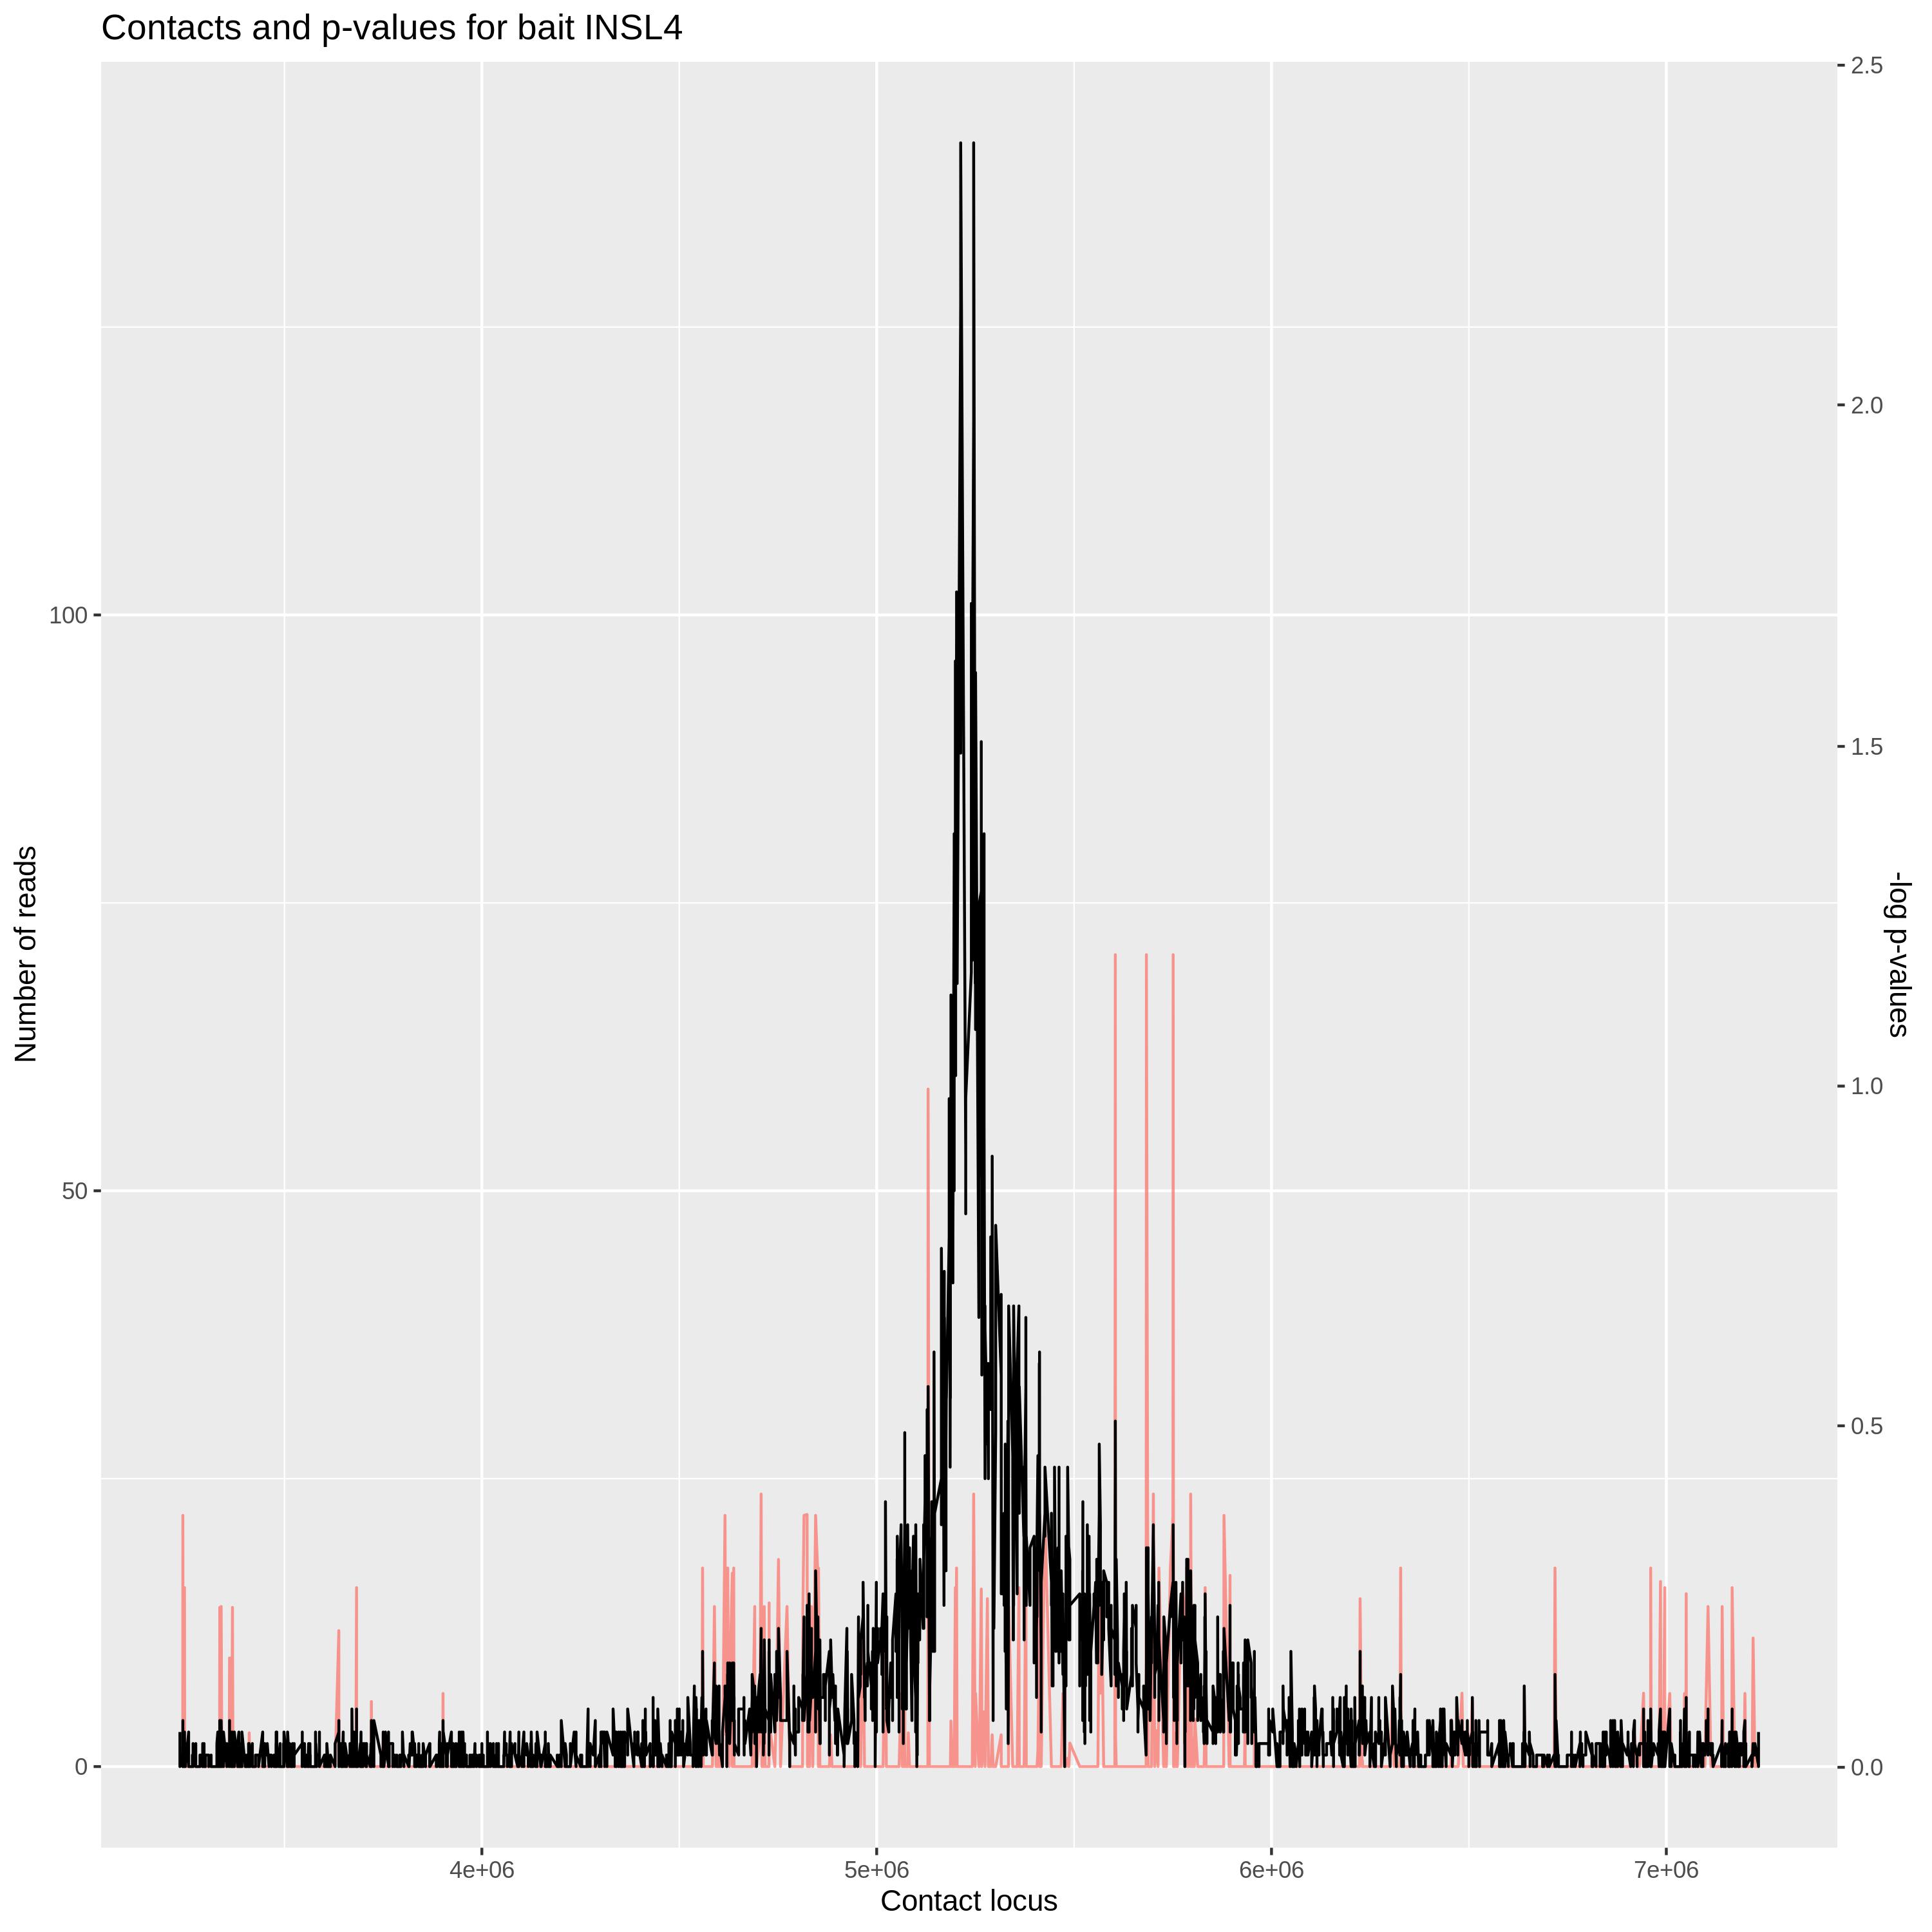 Contacts and p-values for bait INSL4
2.5
2.0
1.5
1.0
0.5
0.0
100
50
0
Number of reads
-log p-values
4e+06
5e+06
6e+06
7e+06
Contact locus